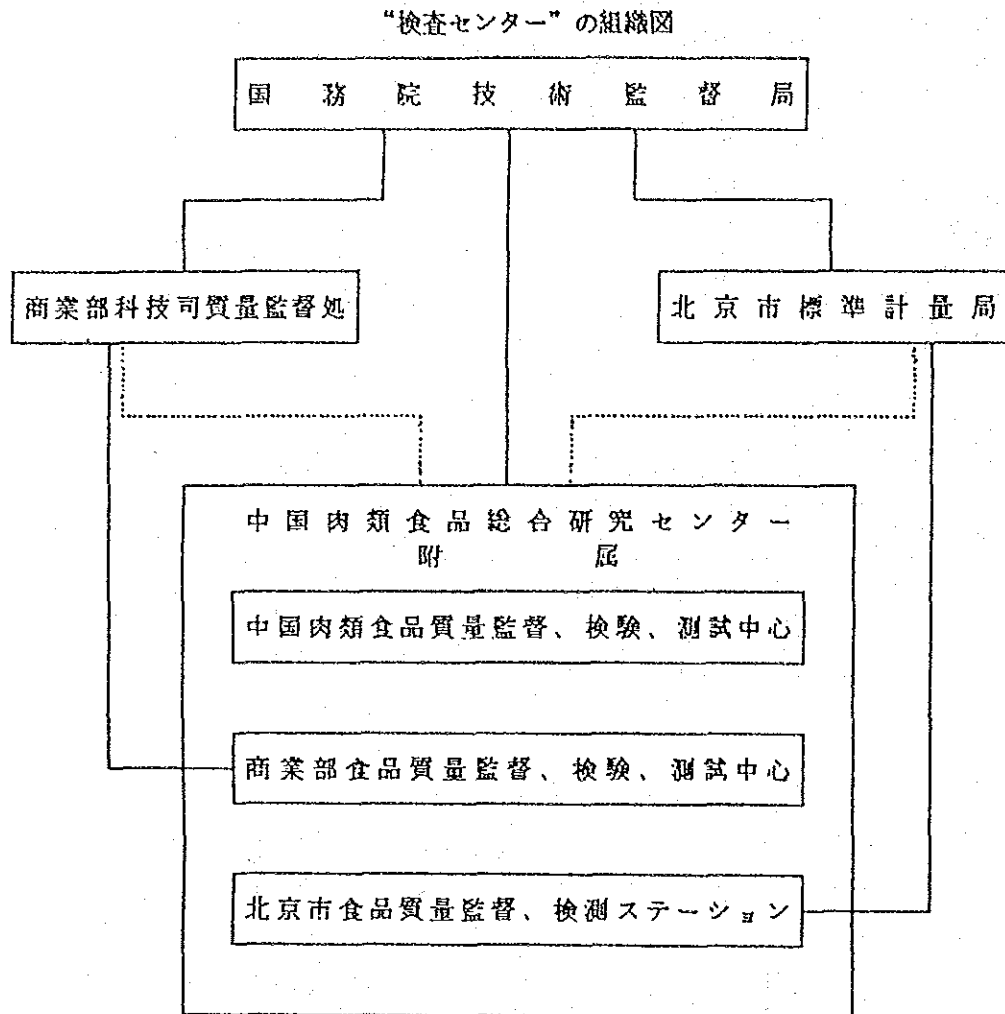 “検査センター”の組織図
国務院技術監督局
商業部科技司質量監督処
北京市標準計量局
中国肉類食品総合研究センター
附属
中国肉類食品質量監督、検験、測試中心
商業部食品質量監督、検験、測試中心
北京市食品質量監督、検測ステーション